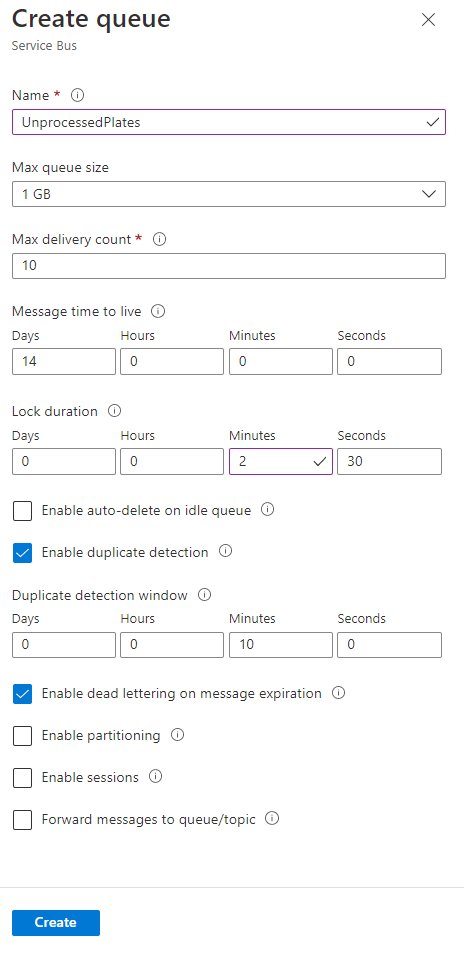 Create queue
Service Bus
Name *
UnprocessedPlates
Max queue size
1 GB
Max delivery count *
10
Message time to live
Days Hours Minutes Seconds
14 0 0 0
Lock duration
Days Hours Minutes Seconds
0 0 2 30
Enable auto-delete on idle queue
Enable duplicate detection
Duplicate detection window
Days Hours Minutes Seconds
0 0 10 0
Enable dead lettering on message expiration
Enable partitioning
Enable sessions
Forward messages to queue/topic
Create